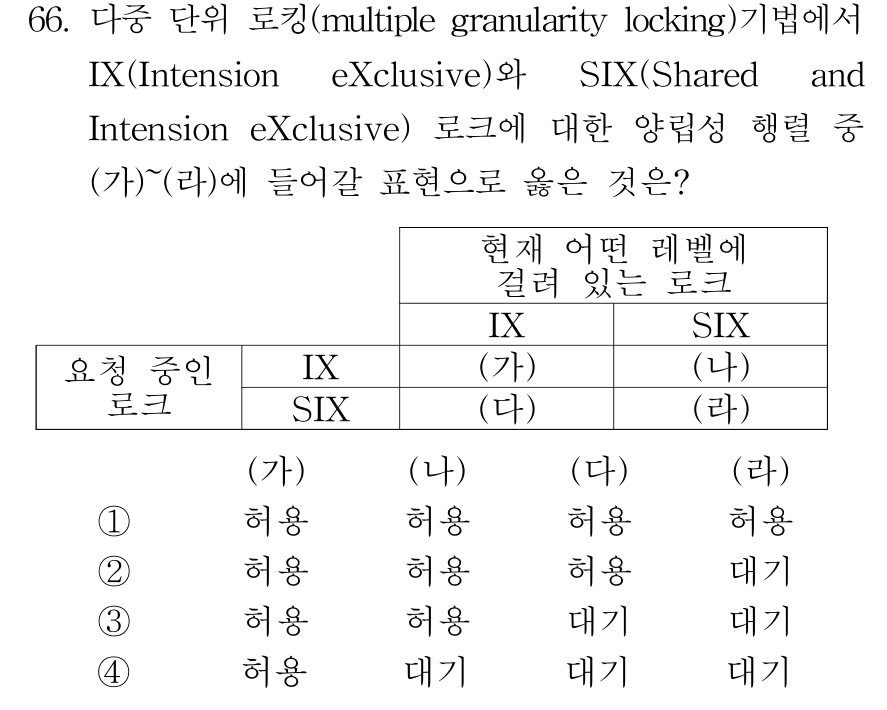 66. 다중 단위 로킹(multiple granularity locking)기법에서
IX(Intension eXclusive)와 SIX(Shared and
Intension eXclusive) 로크에 대한 양립성 행렬 중
(가)~(라)에 들어갈 표현으로 옳은 것은?
현재 어떤 레벨에
걸려 있는 로크
IX SIX
요청 중인
로크
IX (가) (나)
SIX (다) (라)
(가) (나) (다) (라)
① 허용 허용 허용 허용
② 허용 허용 허용 대기
③ 허용 허용 대기 대기
④ 허용 대기 대기 대기